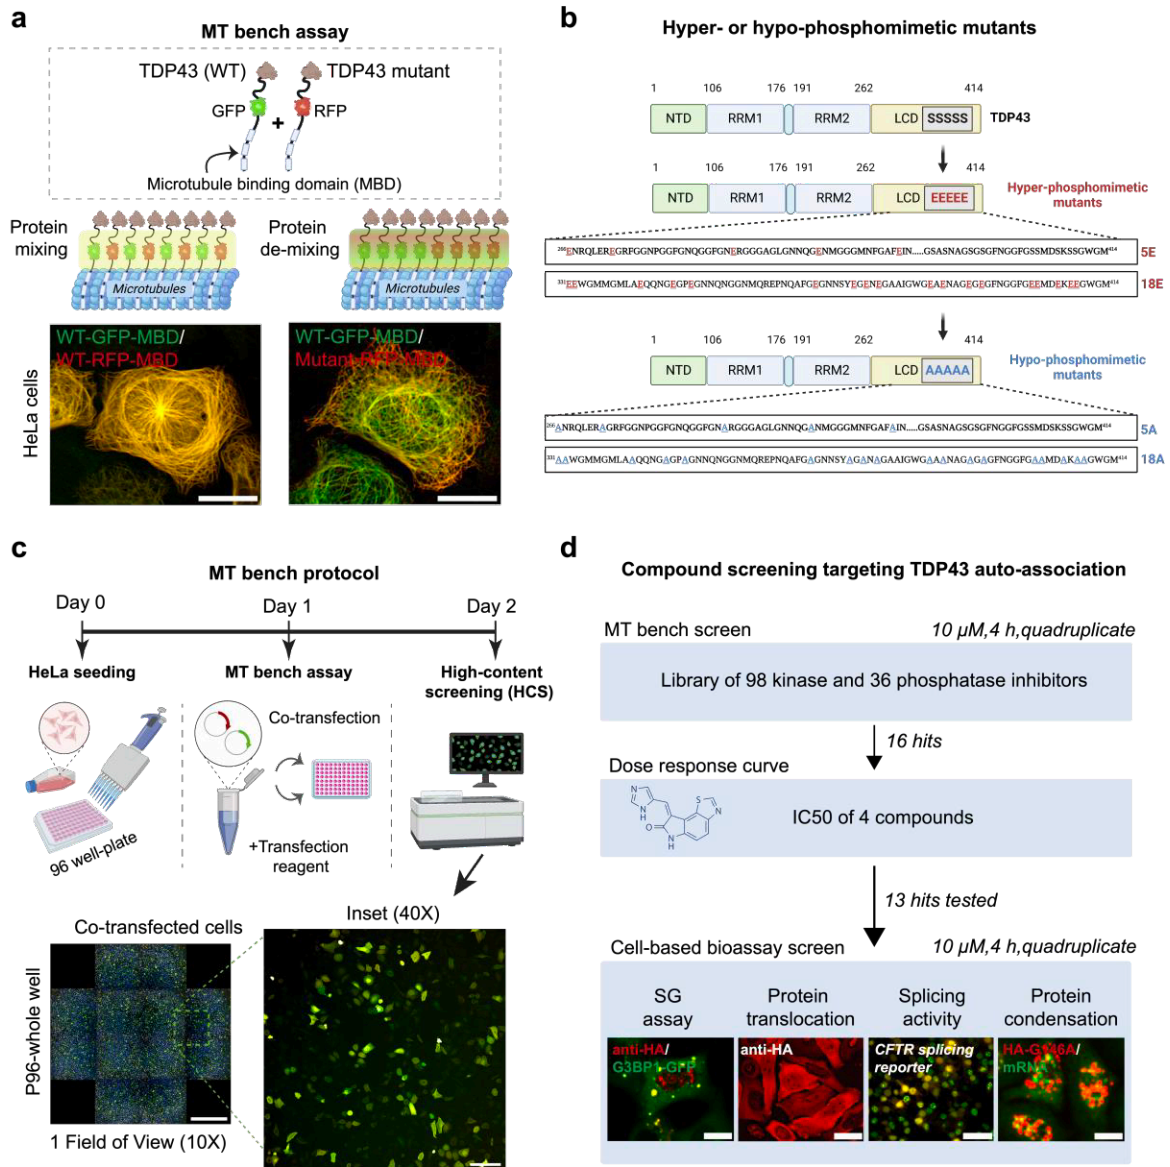 a
MT bench assay
TDP43 (WT)
TDP43 mutant
GFP
+
RFP
Microtubule binding domain (MBD)
Protein
mixing
Protein
de-mixing
Microtubules
Microtubules
HeLa cells
WT-GFP-MBD/
WT-RFP-MBD
WT-GFP-MBD/
Mutant-RFP-MBD
b
Hyper- or hypo-phosphomimetic mutants
1 106 176 191 262 414
NTD RRM1 RRM2 LCD SSSSS TDP43
1 106 176 191 262 414
NTD RRM1 RRM2 LCD EEEEE
Hyper-phosphomimetic
mutants
266ENRQLEREGRFGGNPGGFGNQGGFGNERGGGAGLGNNQGENMGGGMNFGAFEIN.....GSASNAGSGSGFNGGFGSSMDSKSSGWGM414 5E
331EEWGMMGMLAEQQNGEGPEGNNQNGGNMQREPNQAFGEGNNSYEGENEGAAIGWGEAENAGEGEGFNGGFGEEMDEKEEGWGM414 18E
1 106 176 191 262 414
NTD RRM1 RRM2 LCD AAAAA
Hypo-phosphomimetic
mutants
266ANRQLERAGRFGGNPGGFGNQGGFGNARGGGAGLGNNQGANMGGGMNFGAFAIN.....GSASNAGSGSGFNGGFGSSMDSKSSGWGM414 5A
331AAWGMMGMLAAQQNGAGPAGNNQNGGNMQREPNQAFGAGNNSYAGANAGAAIGWGAAANAGAGAGFNGGFGAAMDAKAAGWGM414 18A
c
MT bench protocol
Day 0 Day 1 Day 2
HeLa seeding
96 well-plate
MT bench assay
Co-transfection
+Transfection
reagent
High-content
screening (HCS)
Co-transfected cells
Inset (40X)
P96-whole well
1 Field of View (10X)
d
Compound screening targeting TDP43 auto-association
MT bench screen
10 µM,4 h,quadruplicate
Library of 98 kinase and 36 phosphatase inhibitors
16 hits
Dose response curve
N
N
H
S
N
O
N
H
IC50 of 4 compounds
13 hits tested
Cell-based bioassay screen
10 µM,4 h,quadruplicate
SG
assay
Protein
translocation
Splicing
activity
Protein
condensation
anti-HA/
G3BP1-GFP
anti-HA
CFTR splicing
reporter
HA-G146A/
mRNA